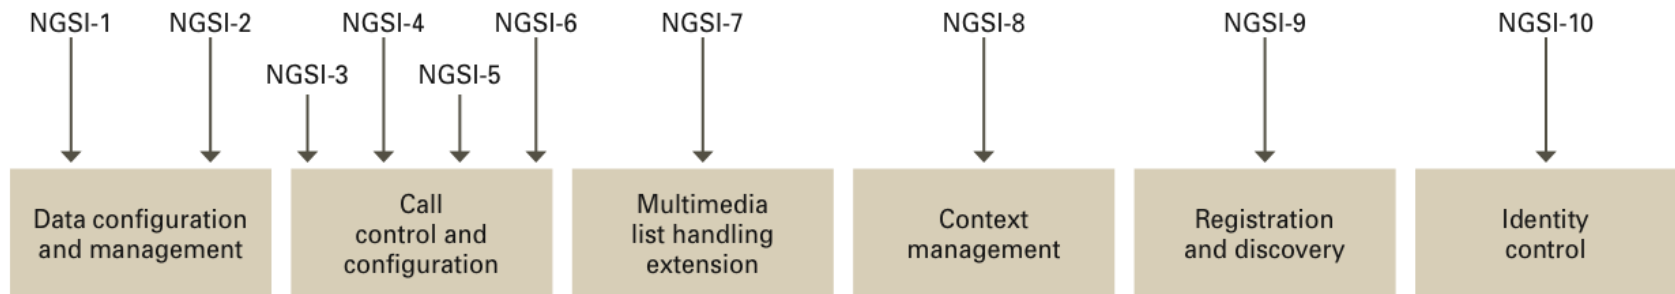 NGSI-1
NGSI-2
NGSI-4
NGSI-6
NGSI-7
NGSI-8
NGSI-9
NGSI-10
NGSI-3
NGSI-5
Data configuration
and management
Call
control and
configuration
Multimedia
list handling
extension
Context
management
Registration
and discovery
Identity
control